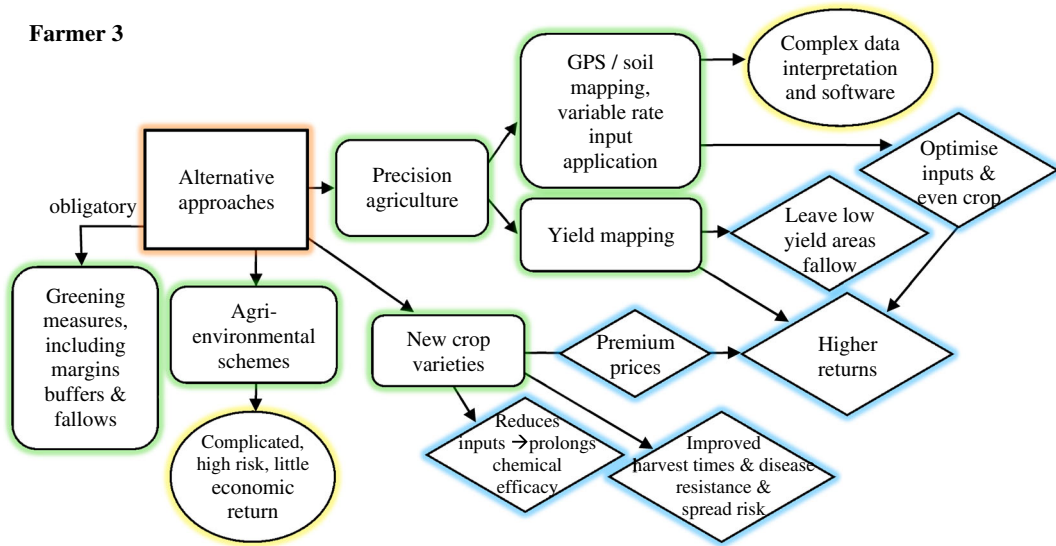 Farmer 3
GPS / soil
mapping,
variable rate
input
application
Complex data
interpretation
and software
Alternative
approaches
Precision
agriculture
Optimise
inputs &
even crop
obligatory
Yield mapping
Leave low
yield areas
fallow
Greening
measures,
including
margins
buffers &
fallows
Agri-
environmental
schemes
New crop
varieties
Premium
prices
Higher
returns
Complicated,
high risk, little
economic
return
Reduces
inputs →prolongs
chemical
efficacy
Improved
harvest times & disease
resistance &
spread risk